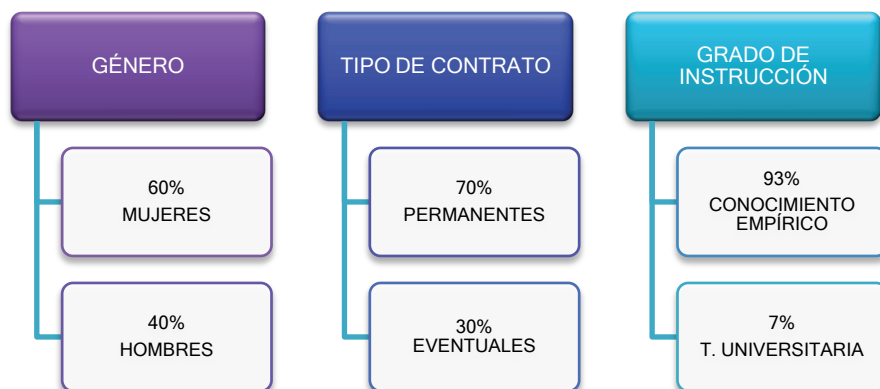 GÉNERO
60%
MUJERES
40%
HOMBRES
TIPO DE CONTRATO
70%
PERMANENTES
30%
EVENTUALES
GRADO DE
INSTRUCCIÓN
93%
CONOCIMIENTO
EMPÍRICO
7%
T. UNIVERSITARIA